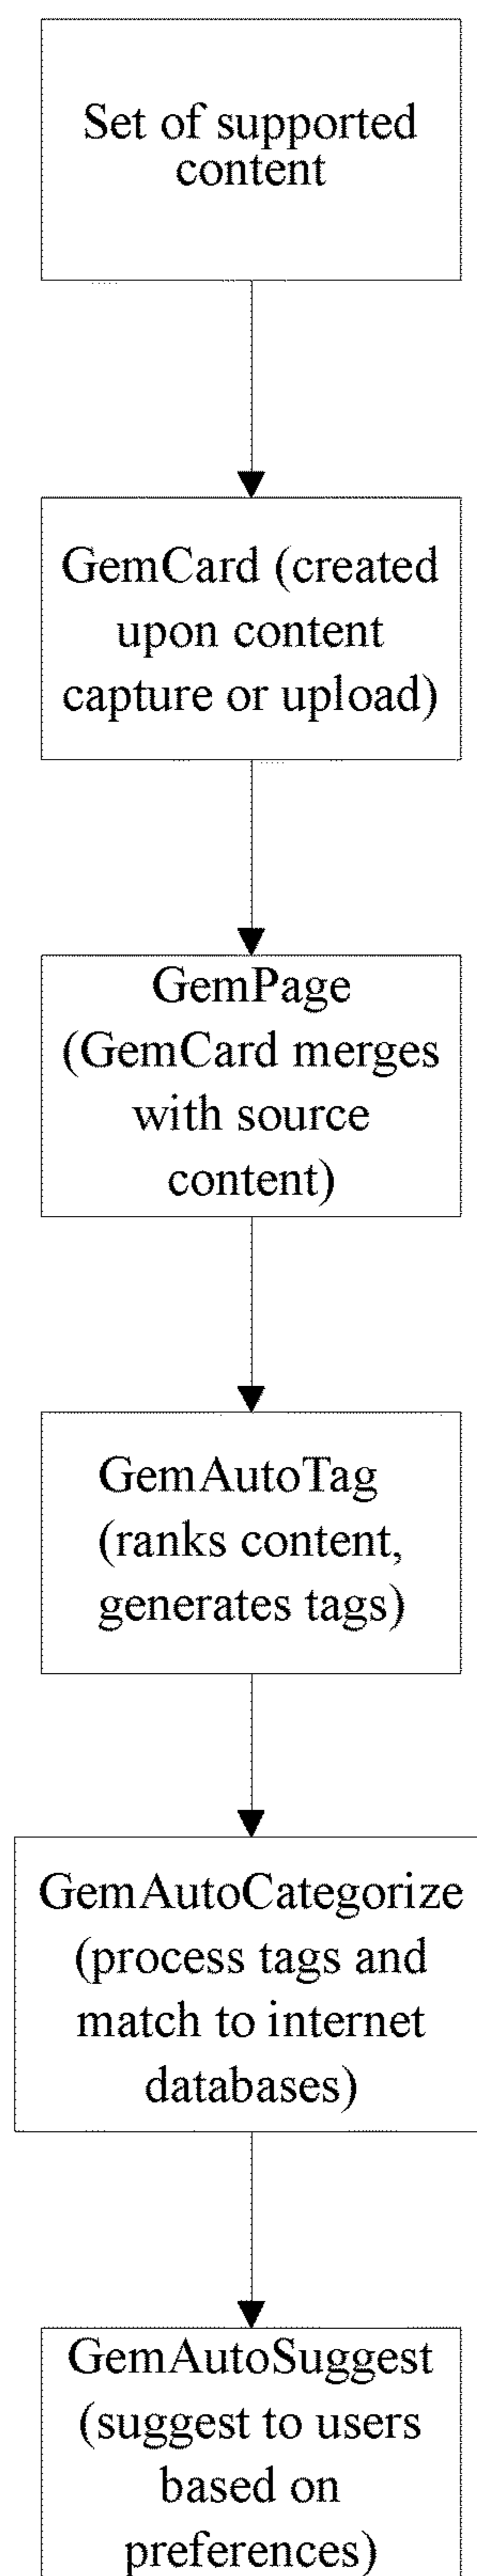 Set of supported
content
GemCard (created
upon content
capture or upload)
GemPage
(GemCard merges
with source
content)
GemAutoTag
(ranks content,
generates tags)
GemAutoCategorize
(process tags and
match to internet
databases)
GemAutoSuggest
(suggest to users
based on
preferences)